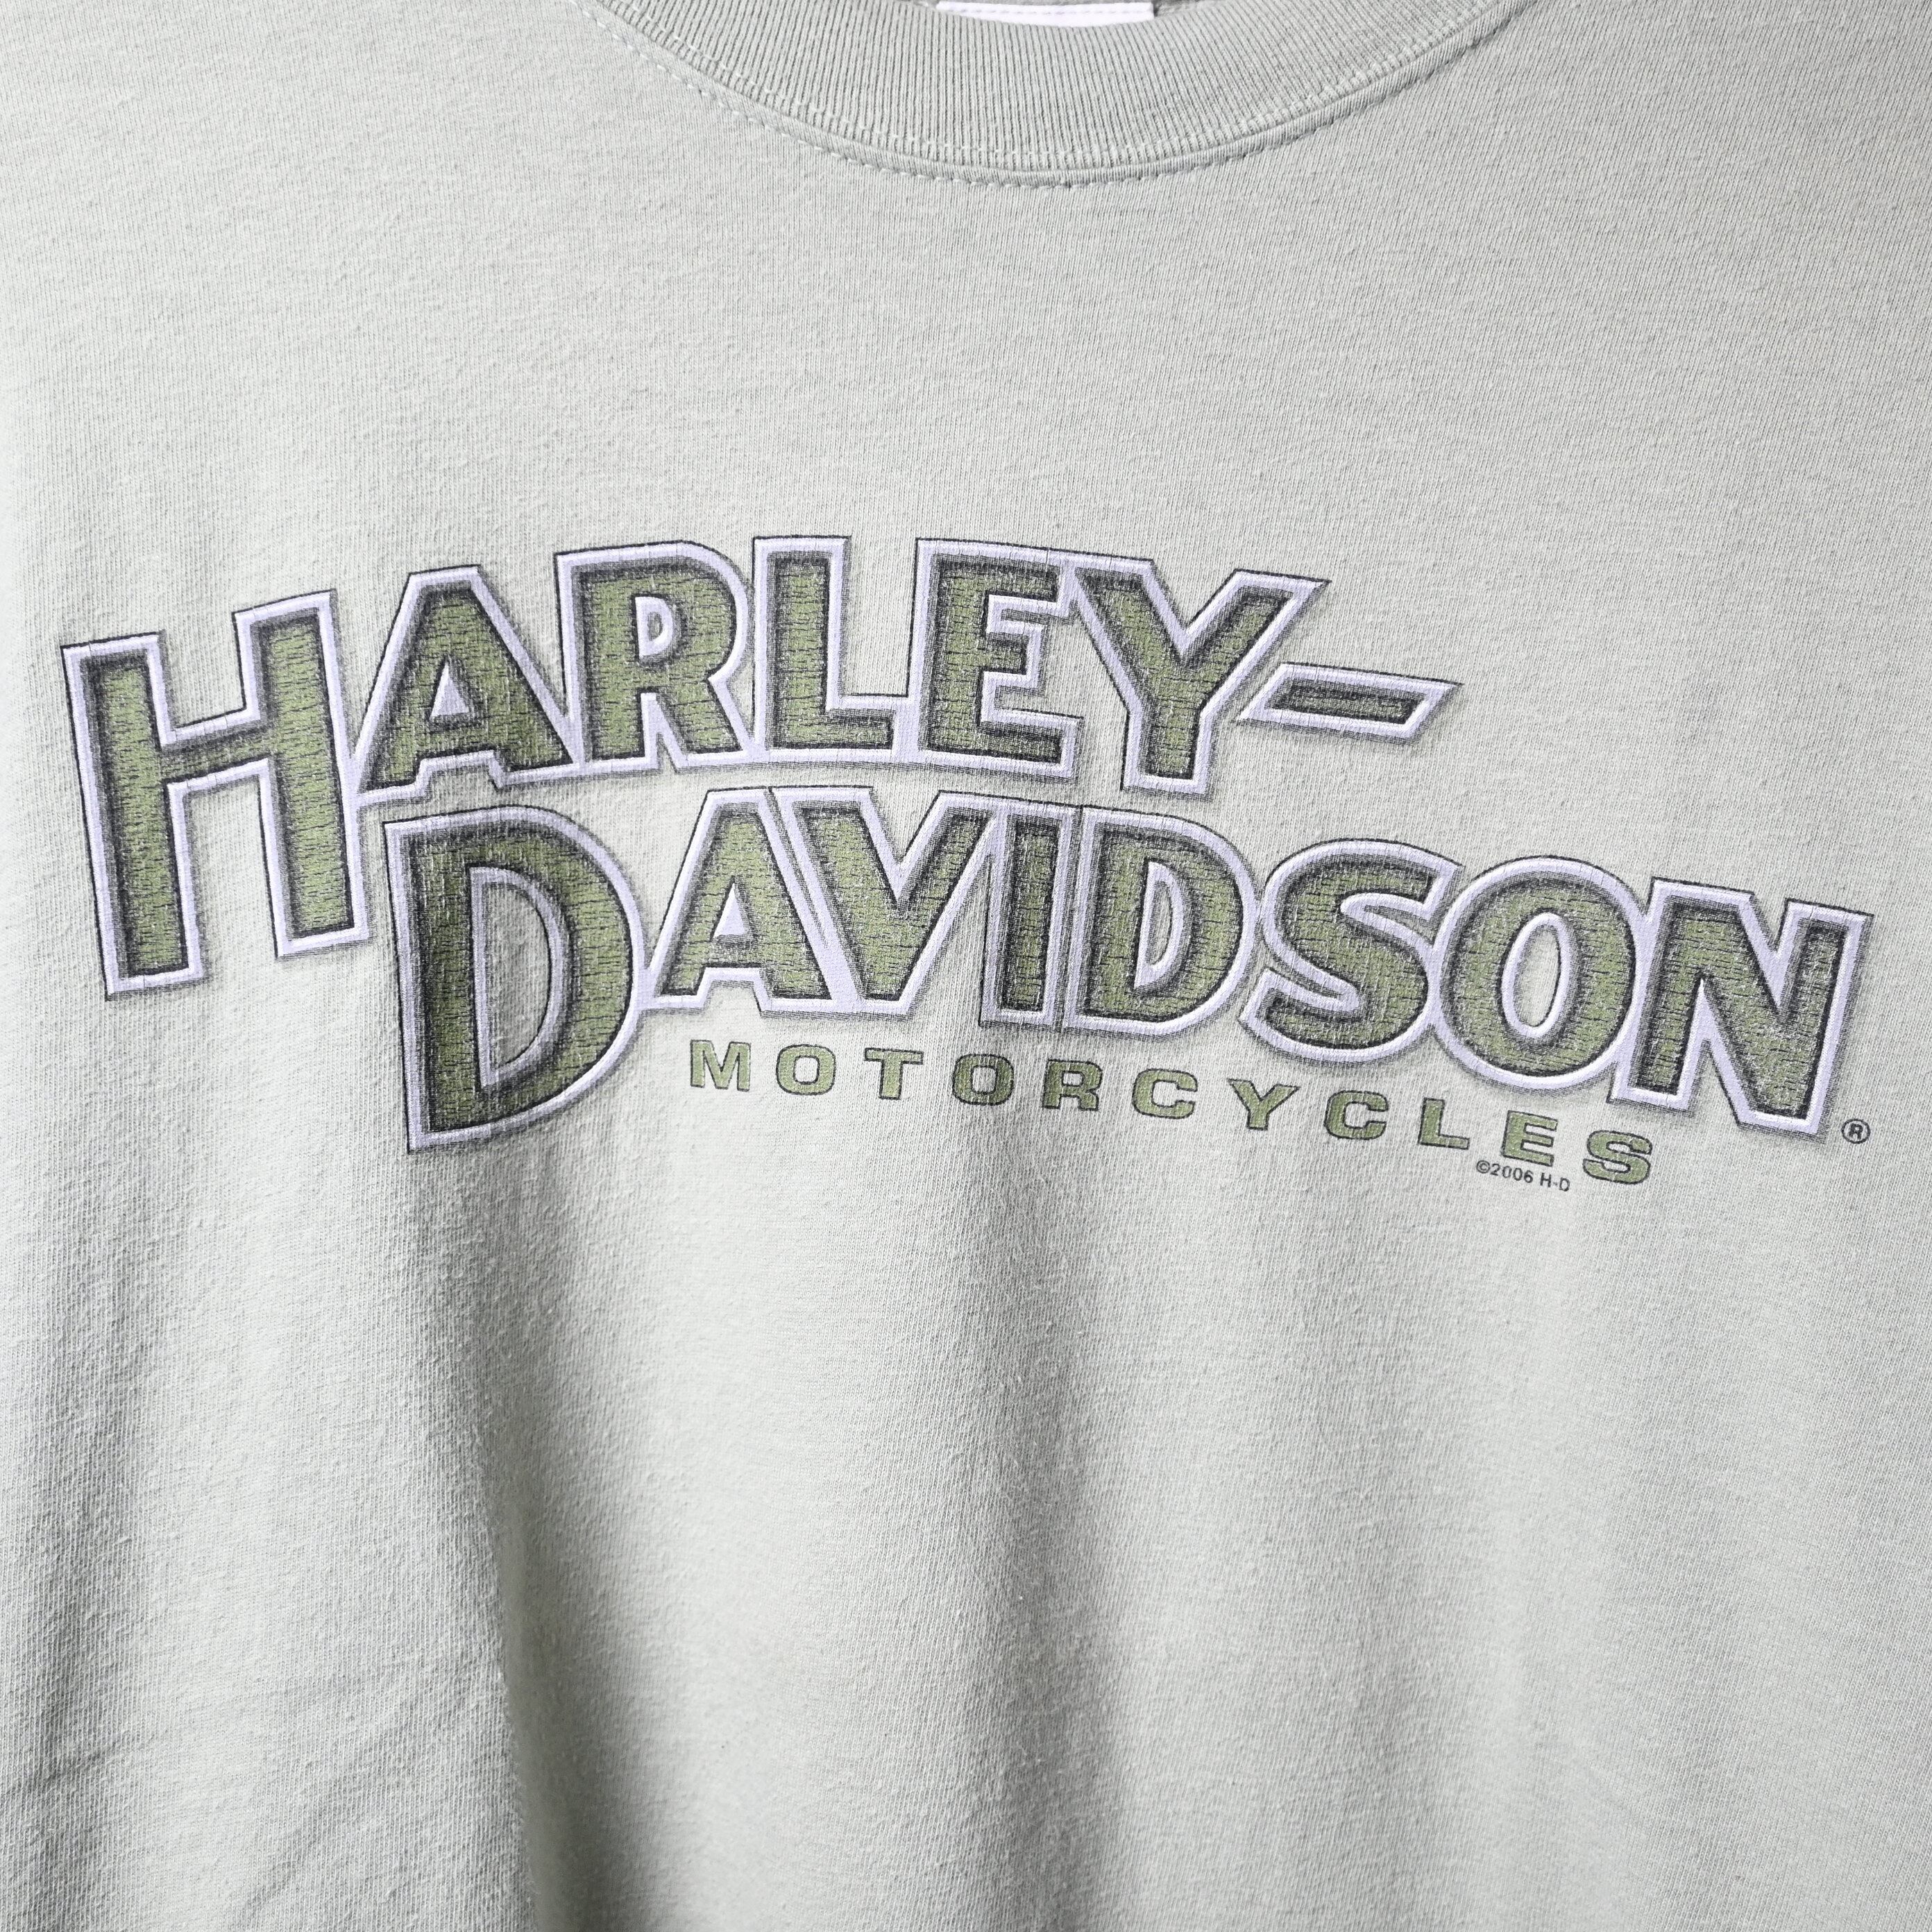 HARLEY-
DAVIDSON®
MOTORCYCLES
©2006 H-D